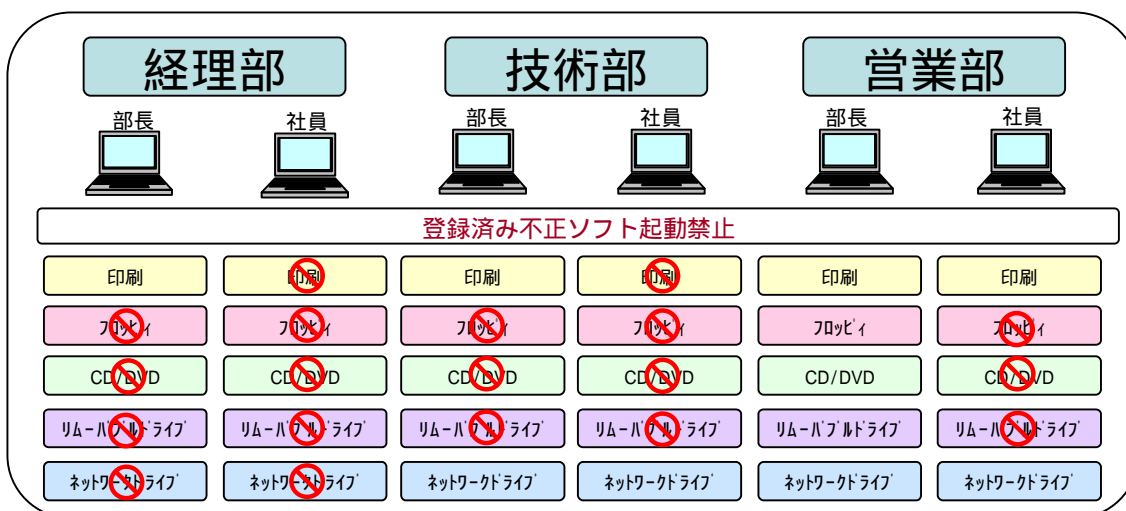 経理部 技術部 営業部
部長 社員 部長 社員 部長 社員
登録済み不正ソフト起動禁止
印刷 印刷 印刷 印刷 印刷 印刷
フロッピィ フロッピィ フロッピィ フロッピィ フロッピィ フロッピィ
CD/DVD CD/DVD CD/DVD CD/DVD CD/DVD CD/DVD
リムーバブルドライブ リムーバブルドライブ リムーバブルドライブ リムーバブルドライブ リムーバブルドライブ リムーバブルドライブ
ネットワークドライブ ネットワークドライブ ネットワークドライブ ネットワークドライブ ネットワークドライブ ネットワークドライブ